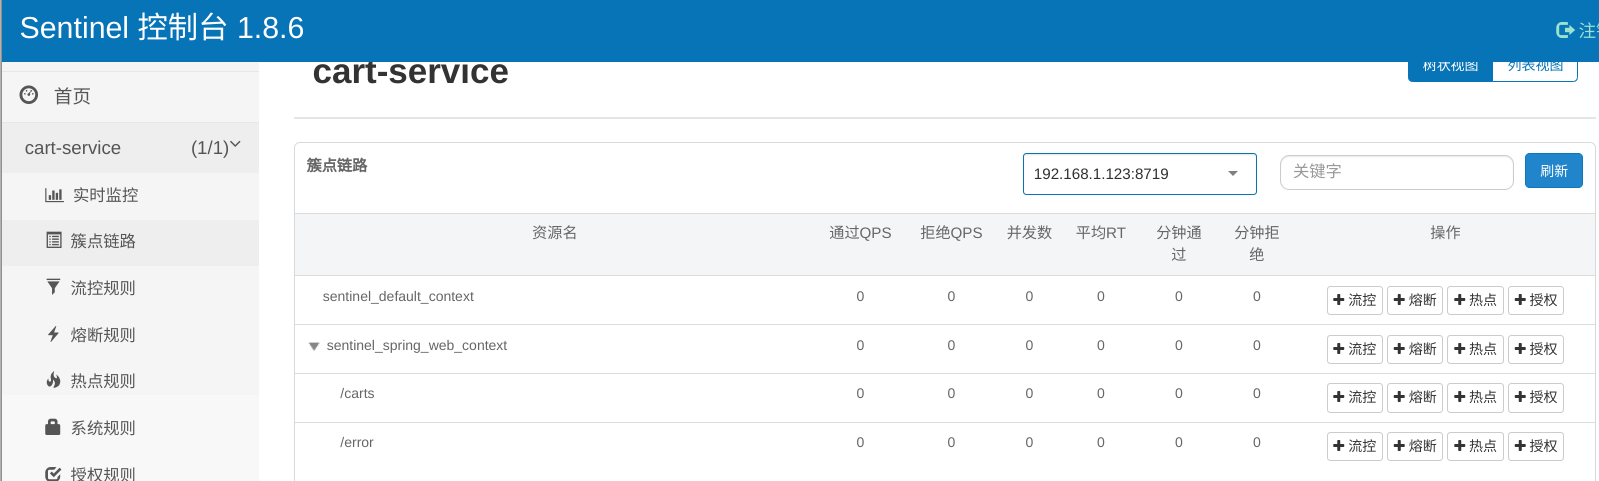 Sentinel 控制台 1.8.6
注
cart-service
树状视图 列表视图
首页
cart-service (1/1)
实时监控
簇点链路
流控规则
熔断规则
热点规则
系统规则
授权规则
簇点链路 192.168.1.123:8719 关键字 刷新
资源名 通过QPS 拒绝QPS 并发数 平均RT 分钟通过 分钟拒绝 操作
sentinel_default_context 0 0 0 0 0 0 流控 熔断 热点 授权
sentinel_spring_web_context 0 0 0 0 0 0 流控 熔断 热点 授权
/carts 0 0 0 0 0 0 流控 熔断 热点 授权
/error 0 0 0 0 0 0 流控 熔断 热点 授权